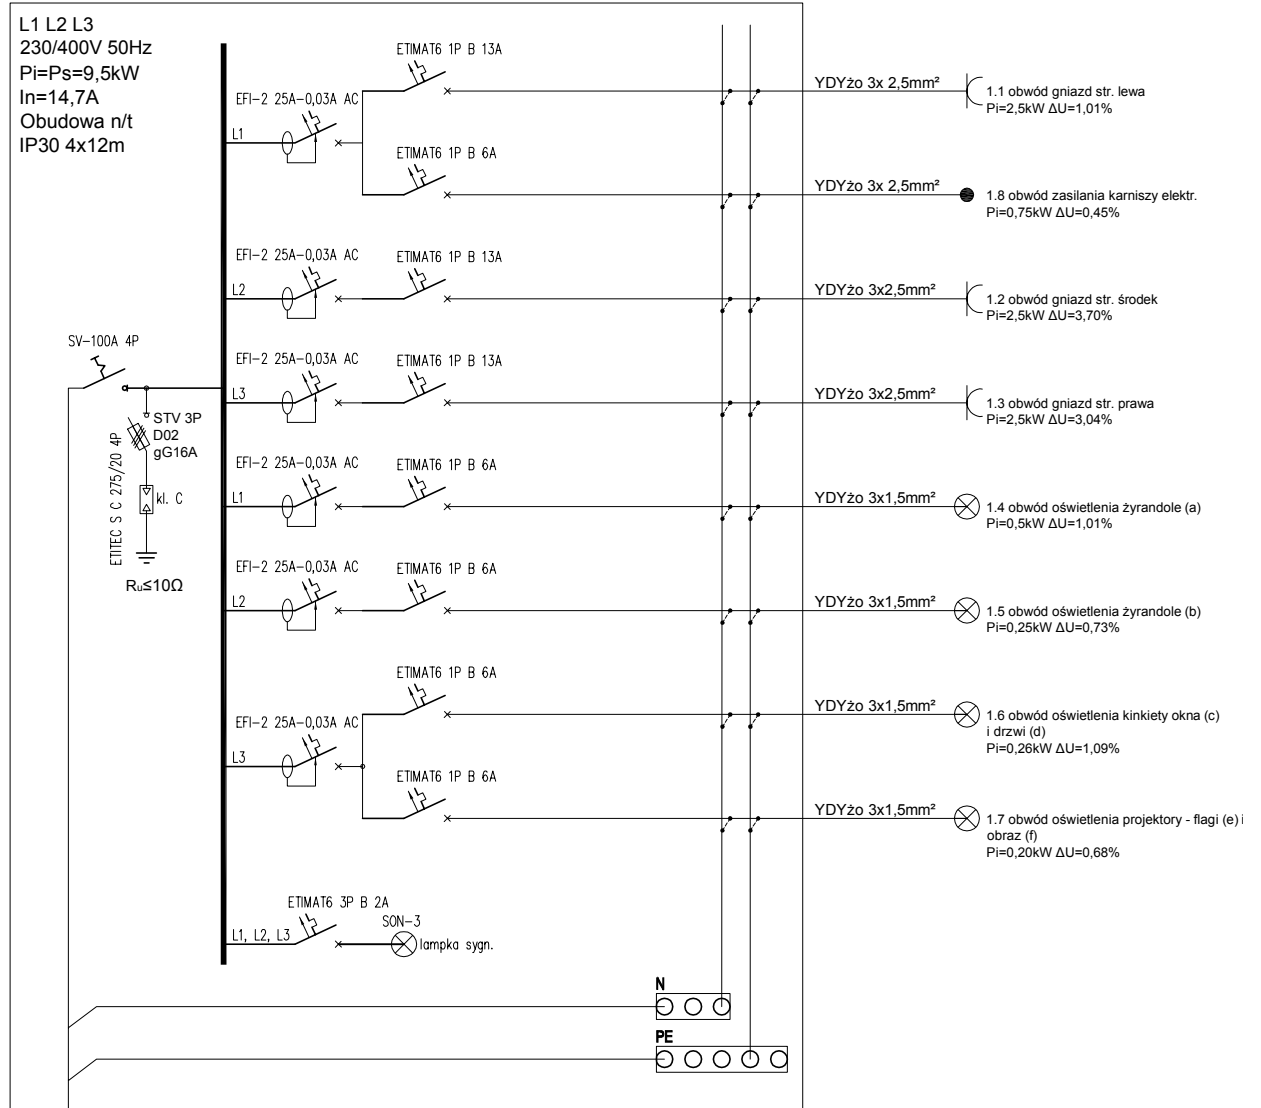 L1 L2 L3
230/400V 50Hz
Pi=Ps=9,5kW
In=14,7A
Obudowa n/t
IP30 4x12m
ETIMAT6 1P B 13A
EFI-2 25A-0,03A AC
L1
YDYżo 3x 2,5mm²
1.1 obwód gniazd str. lewa
Pi=2,5kW ΔU=1,01%
ETIMAT6 1P B 6A
YDYżo 3x 2,5mm²
1.8 obwód zasilania karniszy elektr.
Pi=0,75kW ΔU=0,45%
EFI-2 25A-0,03A AC
ETIMAT6 1P B 13A
L2
YDYżo 3x2,5mm²
1.2 obwód gniazd str. środek
Pi=2,5kW ΔU=3,70%
SV-100A 4P
EFI-2 25A-0,03A AC
ETIMAT6 1P B 13A
L3
YDYżo 3x2,5mm²
1.3 obwód gniazd str. prawa
Pi=2,5kW ΔU=3,04%
STV 3P
D02
gG16A
ETITEC S C 275/20 4P
kl. C
Ru≤10Ω
EFI-2 25A-0,03A AC
ETIMAT6 1P B 6A
L1
YDYżo 3x1,5mm²
1.4 obwód oświetlenia żyrandole (a)
Pi=0,5kW ΔU=1,01%
EFI-2 25A-0,03A AC
ETIMAT6 1P B 6A
L2
YDYżo 3x1,5mm²
1.5 obwód oświetlenia żyrandole (b)
Pi=0,25kW ΔU=0,73%
ETIMAT6 1P B 6A
EFI-2 25A-0,03A AC
L3
YDYżo 3x1,5mm²
1.6 obwód oświetlenia kinkiety okna (c)
i drzwi (d)
Pi=0,26kW ΔU=1,09%
ETIMAT6 1P B 6A
YDYżo 3x1,5mm²
1.7 obwód oświetlenia projektory - flagi (e) i
obraz (f)
Pi=0,20kW ΔU=0,68%
ETIMAT6 3P B 2A
SON-3
L1, L2, L3
lampka sygn.
N
PE